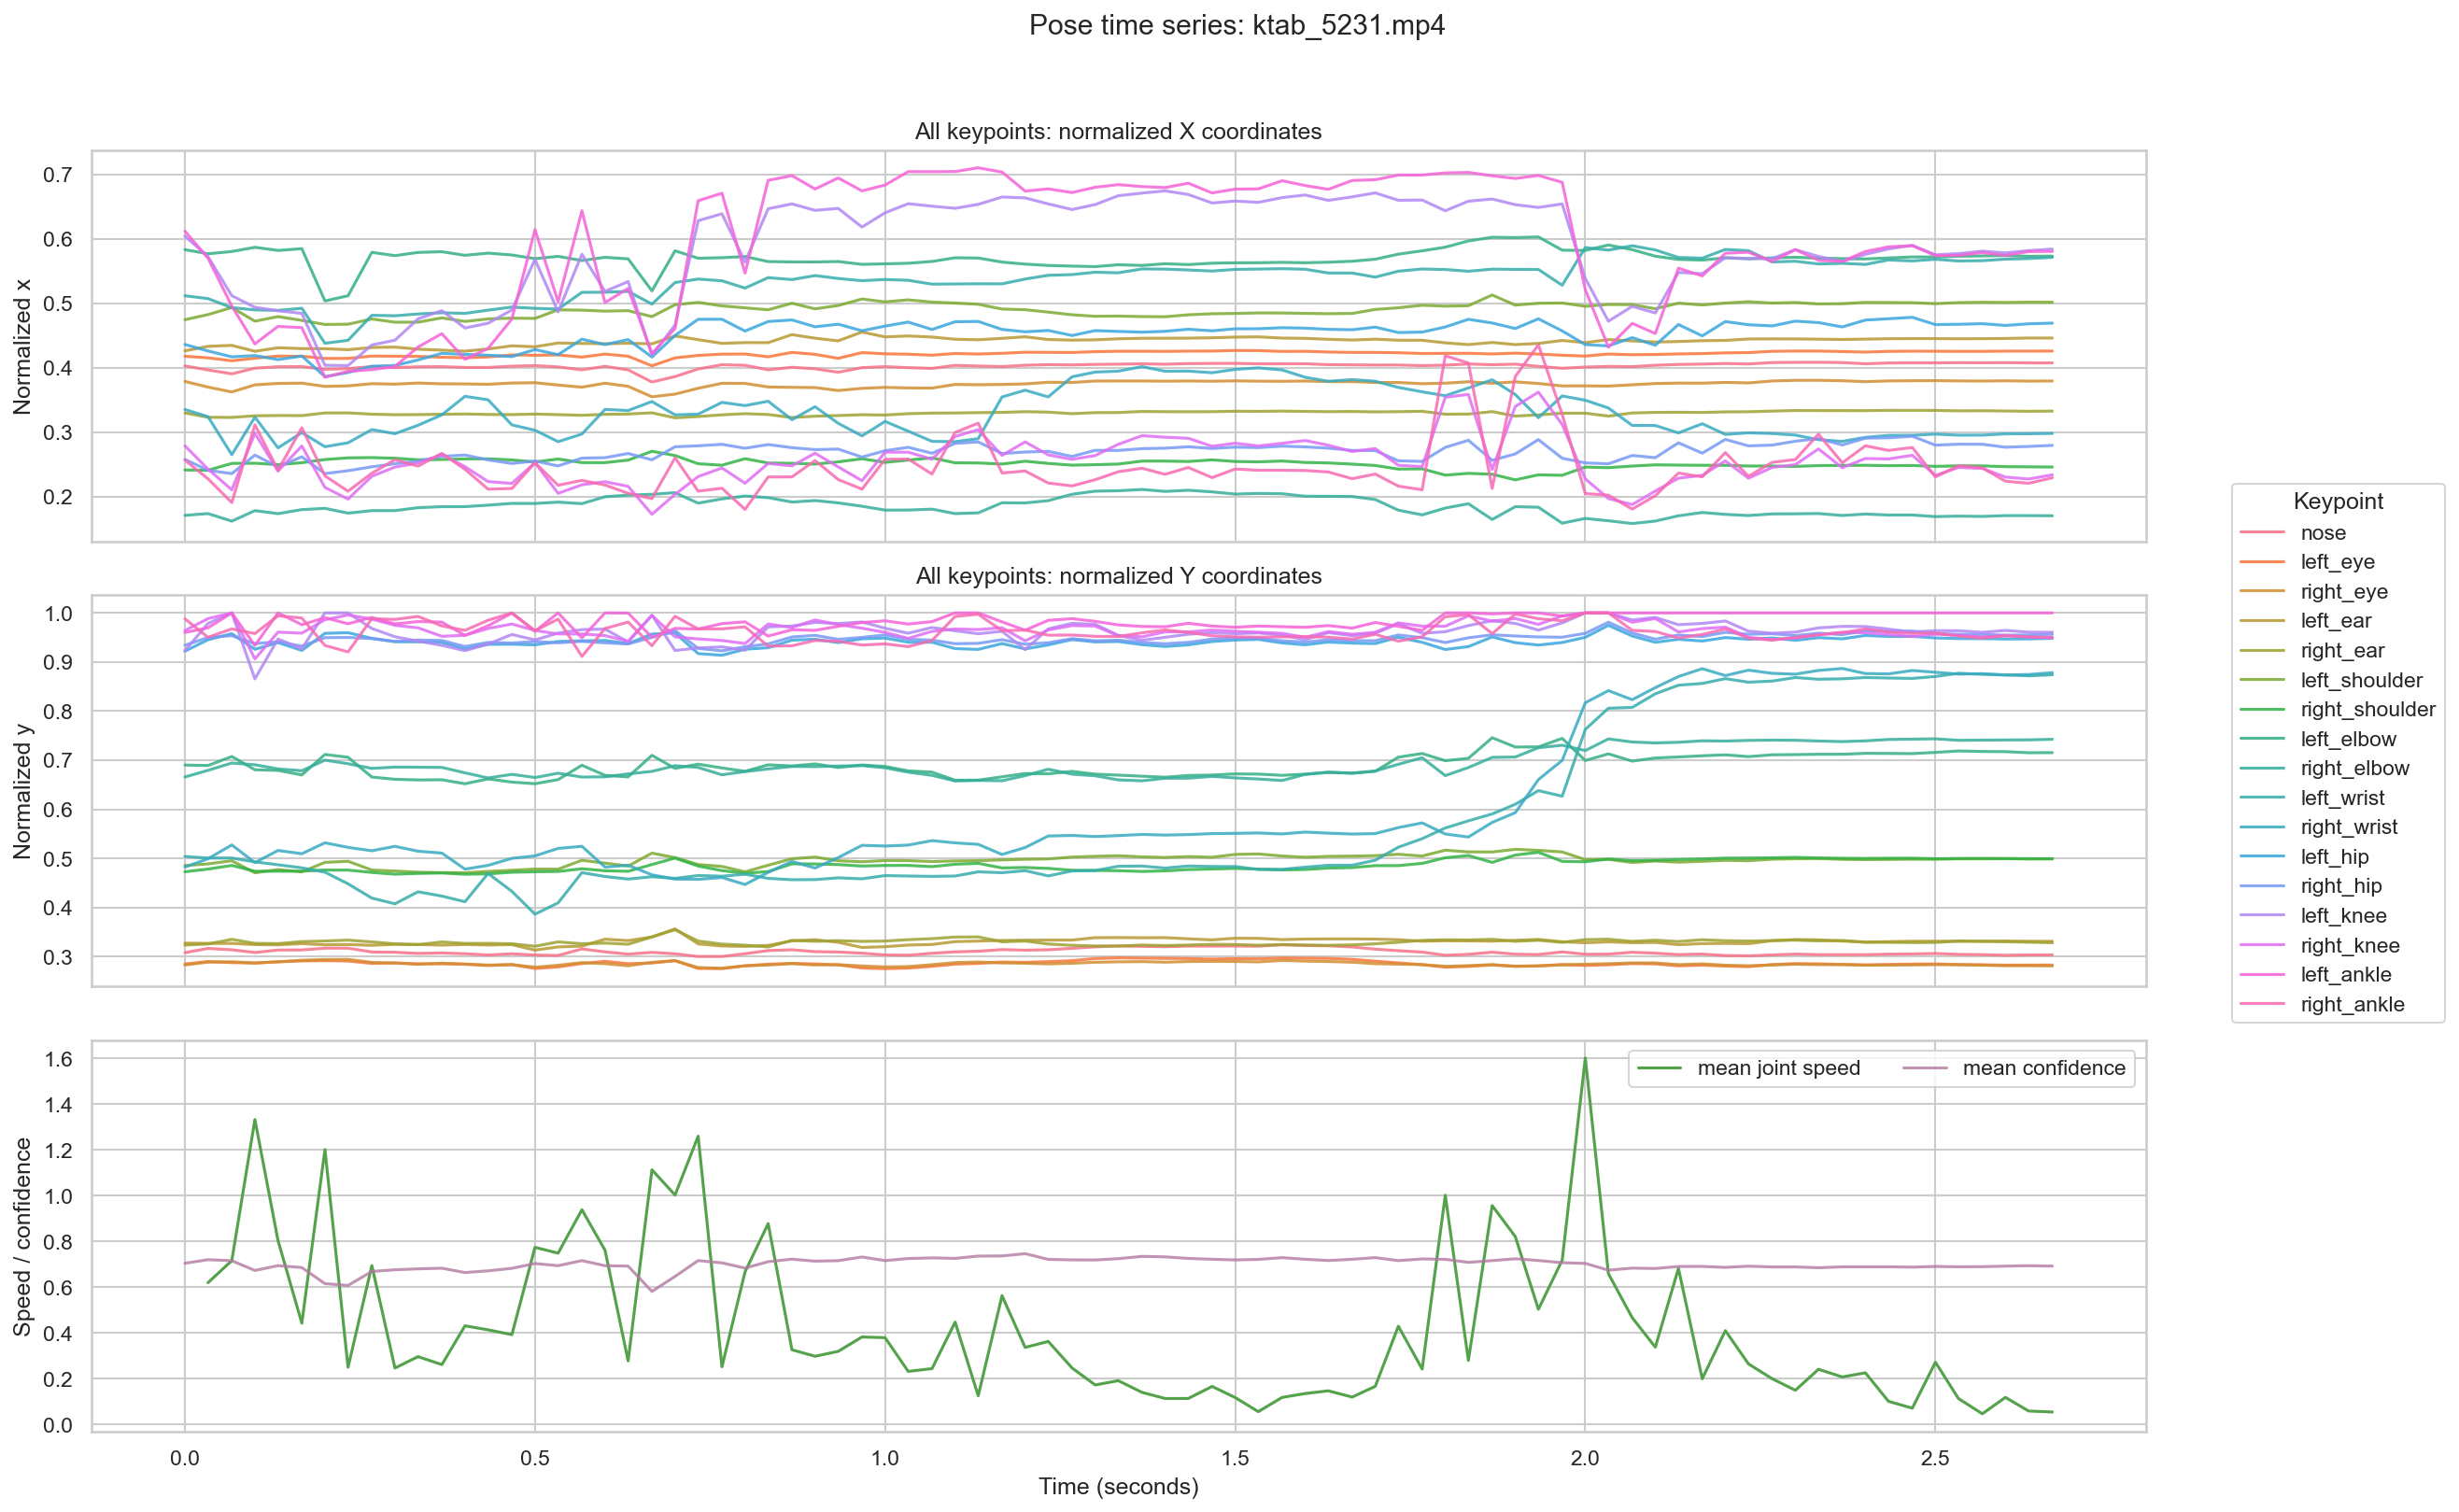 Pose time series: ktab_5231.mp4
All keypoints: normalized X coordinates
Normalized x
0.7
0.6
0.5
0.4
0.3
0.2
All keypoints: normalized Y coordinates
Normalized y
1.0
0.9
0.8
0.7
0.6
0.5
0.4
0.3
Keypoint
nose
left_eye
right_eye
left_ear
right_ear
left_shoulder
right_shoulder
left_elbow
right_elbow
left_wrist
right_wrist
left_hip
right_hip
left_knee
right_knee
left_ankle
right_ankle
Speed / confidence
1.6
1.4
1.2
1.0
0.8
0.6
0.4
0.2
0.0
mean joint speed mean confidence
0.0 0.5 1.0 1.5 2.0 2.5
Time (seconds)